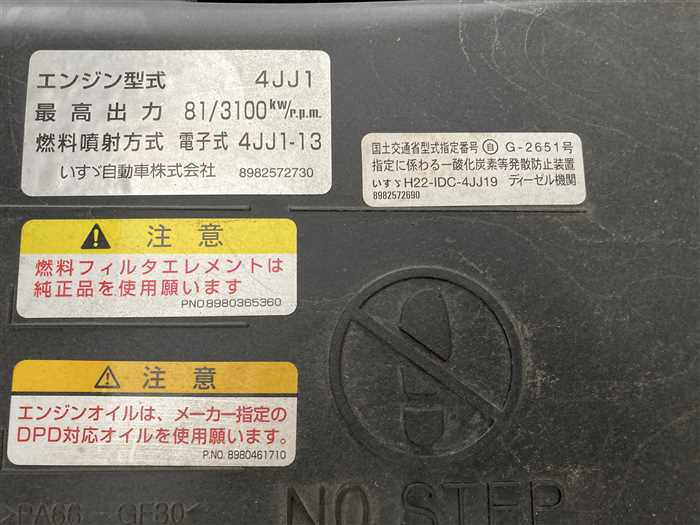 エンジン型式 4JJ1
最高出力 81/3100kw/r.p.m.
燃料噴射方式 電子式 4JJ1-13
いすゞ自動車株式会社 8982572730
国土交通省型式指定番号 自 G-2651号
指定に係わる一酸化炭素等発散防止装置
いすゞH22-IDC-4JJ19 ディーゼル機関
8982572690
注意
燃料フィルタエレメントは
純正品を使用願います
PNO.8980365360
注意
エンジンオイルは、メーカー指定の
DPD対応オイルを使用願います。
P.NO. 8980461710
>PA66-GF30<
NO STEP